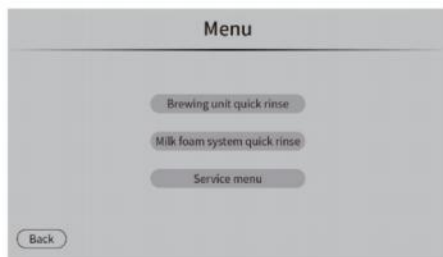 Menu
Brewing unit quick rinse
Milk foam system quick rinse
Service menu
Back